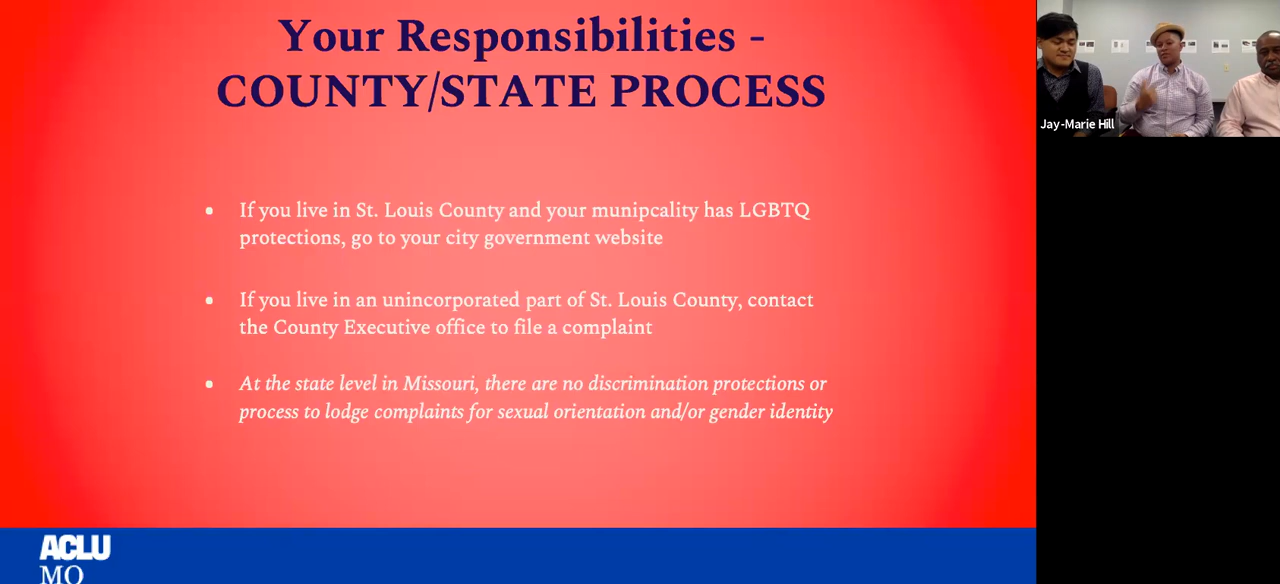 Your Responsibilities -
COUNTY/STATE PROCESS
• If you live in St. Louis County and your munipcality has LGBTQ
protections, go to your city government website
• If you live in an unincorporated part of St. Louis County, contact
the County Executive office to file a complaint
• At the state level in Missouri, there are no discrimination protections or
process to lodge complaints for sexual orientation and/or gender identity
ACLU
MO
Jay-Marie Hill